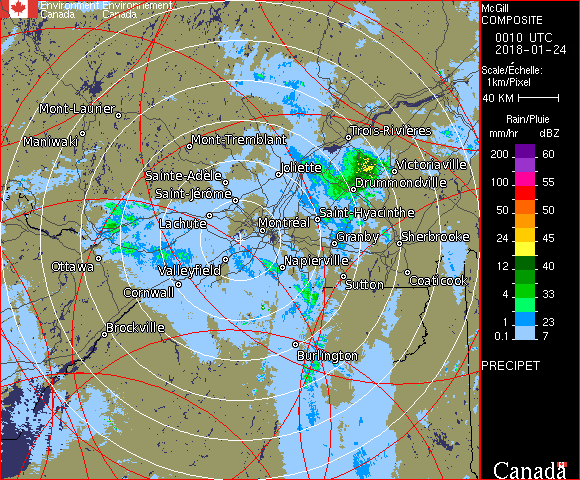 Environment Environnement
Canada Canada
McGill
COMPOSITE
0010 UTC
2018-01-24
Scale/Échelle:
1km/Pixel
40 KM
Rain/Pluie
mm/hr dBZ
200 60
100 55
50 50
24 45
12 40
4 33
1 23
0.1 7
PRECIPET
Canada
Mont-Laurier
Maniwaki
Mont-Tremblant
Trois-Rivières
Sainte-Adèle
Joliette
Victoriaville
Saint-Jérôme
Drummondville
Lachute
Montréal
Saint-Hyacinthe
Granby
Sherbrooke
Ottawa
Valleyfield
Napierville
Cornwall
Sutton
Coaticook
Brockville
Burlington